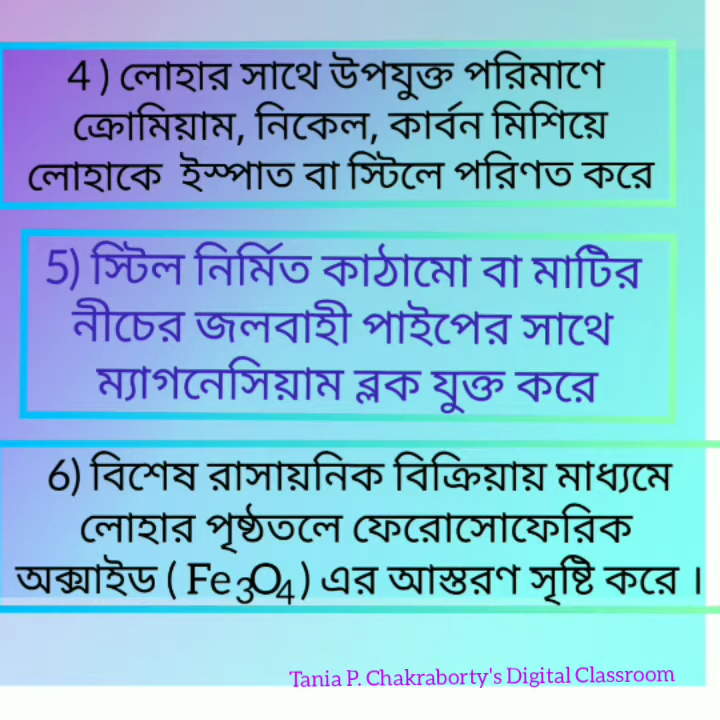 4 ) লোহার সাথে উপযুক্ত পরিমাণে
ক্রোমিয়াম, নিকেল, কার্বন মিশিয়ে
লোহাকে ইস্পাত বা স্টিলে পরিণত করে
5) স্টিল নির্মিত কাঠামো বা মাটির
নীচের জলবাহী পাইপের সাথে
ম্যাগনেসিয়াম ব্লক যুক্ত করে
6) বিশেষ রাসায়নিক বিক্রিয়ায় মাধ্যমে
লোহার পৃষ্ঠতলে ফেরোসোফেরিক
অক্সাইড ( Fe3O4 ) এর আস্তরণ সৃষ্টি করে ।
Tania P. Chakraborty's Digital Classroom